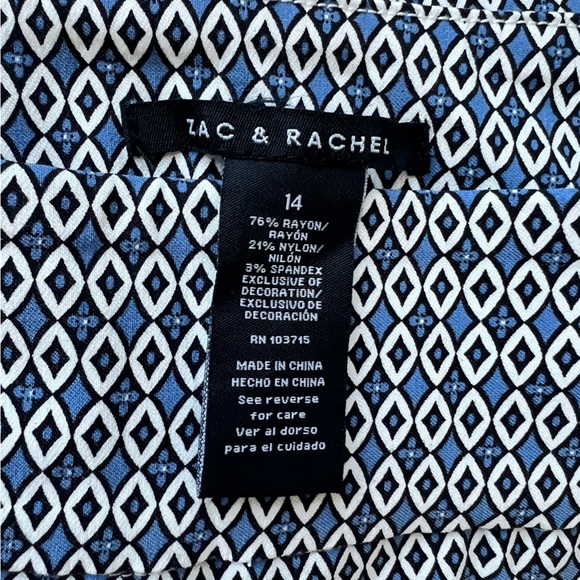 ZAC & RACHEL
14
76% RAYON/
RAYÓN
21% NYLON/
NILÓN
3% SPANDEX
EXCLUSIVE OF
DECORATION/
EXCLUSIVO DE
DECORACIÓN
RN 103715
MADE IN CHINA
HECHO EN CHINA
See reverse
for care
Ver al dorso
para el cuidado